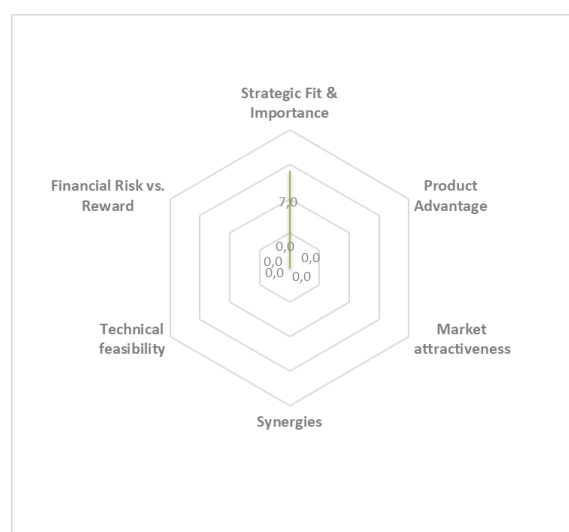 Strategic Fit &
Importance
Financial Risk vs.
Reward
Product
Advantage
7,0
0,0
0,0
0,0
0,0
0,0
Technical
feasibility
Market
attractiveness
Synergies